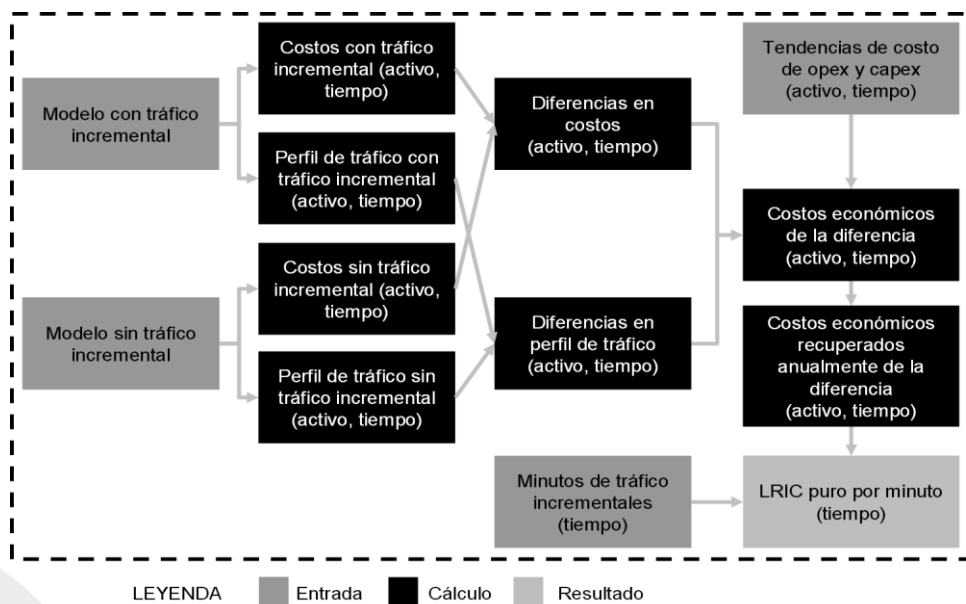 Modelo con tráfico
incremental
Modelo sin tráfico
incremental
Costos con tráfico
incremental (activo,
tiempo)
Perfil de tráfico con
tráfico incremental
(activo, tiempo)
Costos sin tráfico
incremental (activo,
tiempo)
Perfil de tráfico sin
tráfico incremental
(activo, tiempo)
Diferencias en
costos
(activo, tiempo)
Diferencias en
perfil de tráfico
(activo, tiempo)
Minutos de tráfico
incrementales
(tiempo)
Tendencias de costo
de opex y capex
(activo, tiempo)
Costos económicos
de la diferencia
(activo, tiempo)
Costos económicos
recuperados
anualmente de la
diferencia
(activo, tiempo)
LRIC puro por minuto
(tiempo)
LEYENDA Entrada Cálculo Resultado